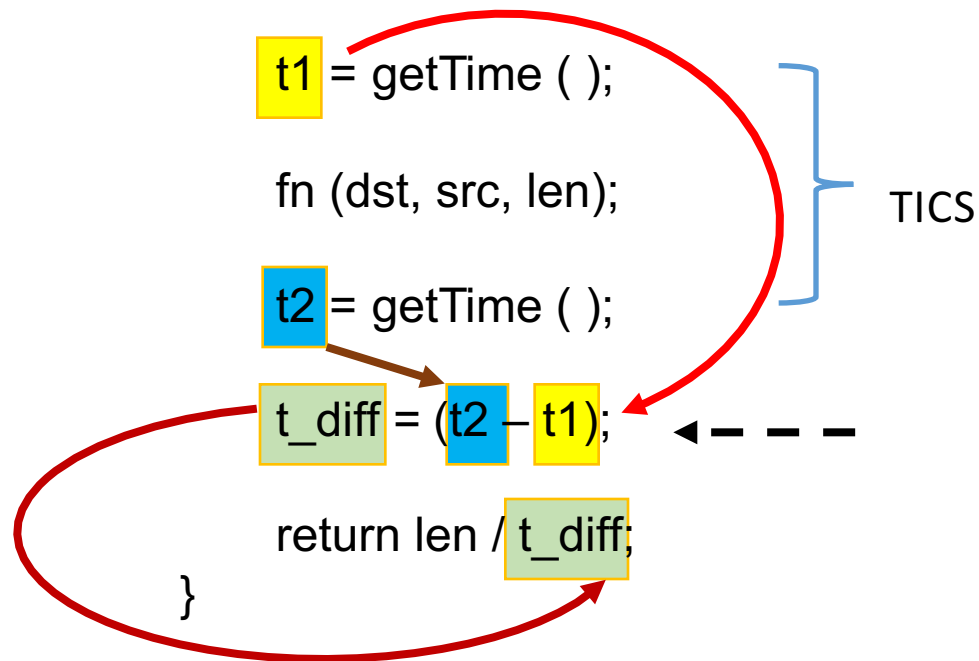 t1 = getTime ( );
fn (dst, src, len);
TICS
t2 = getTime ( );
t_diff = (t2 – t1);
return len / t_diff;
}